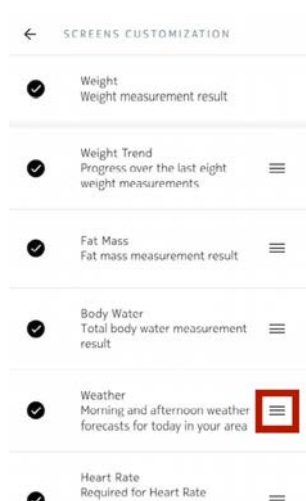 SCREENS CUSTOMIZATION
Weight
Weight measurement result
Weight Trend
Progress over the last eight
weight measurements
Fat Mass
Fat mass measurement result
Body Water
Total body water measurement
result
Weather
Morning and afternoon weather
forecasts for today in your area
Heart Rate
Required for Heart Rate